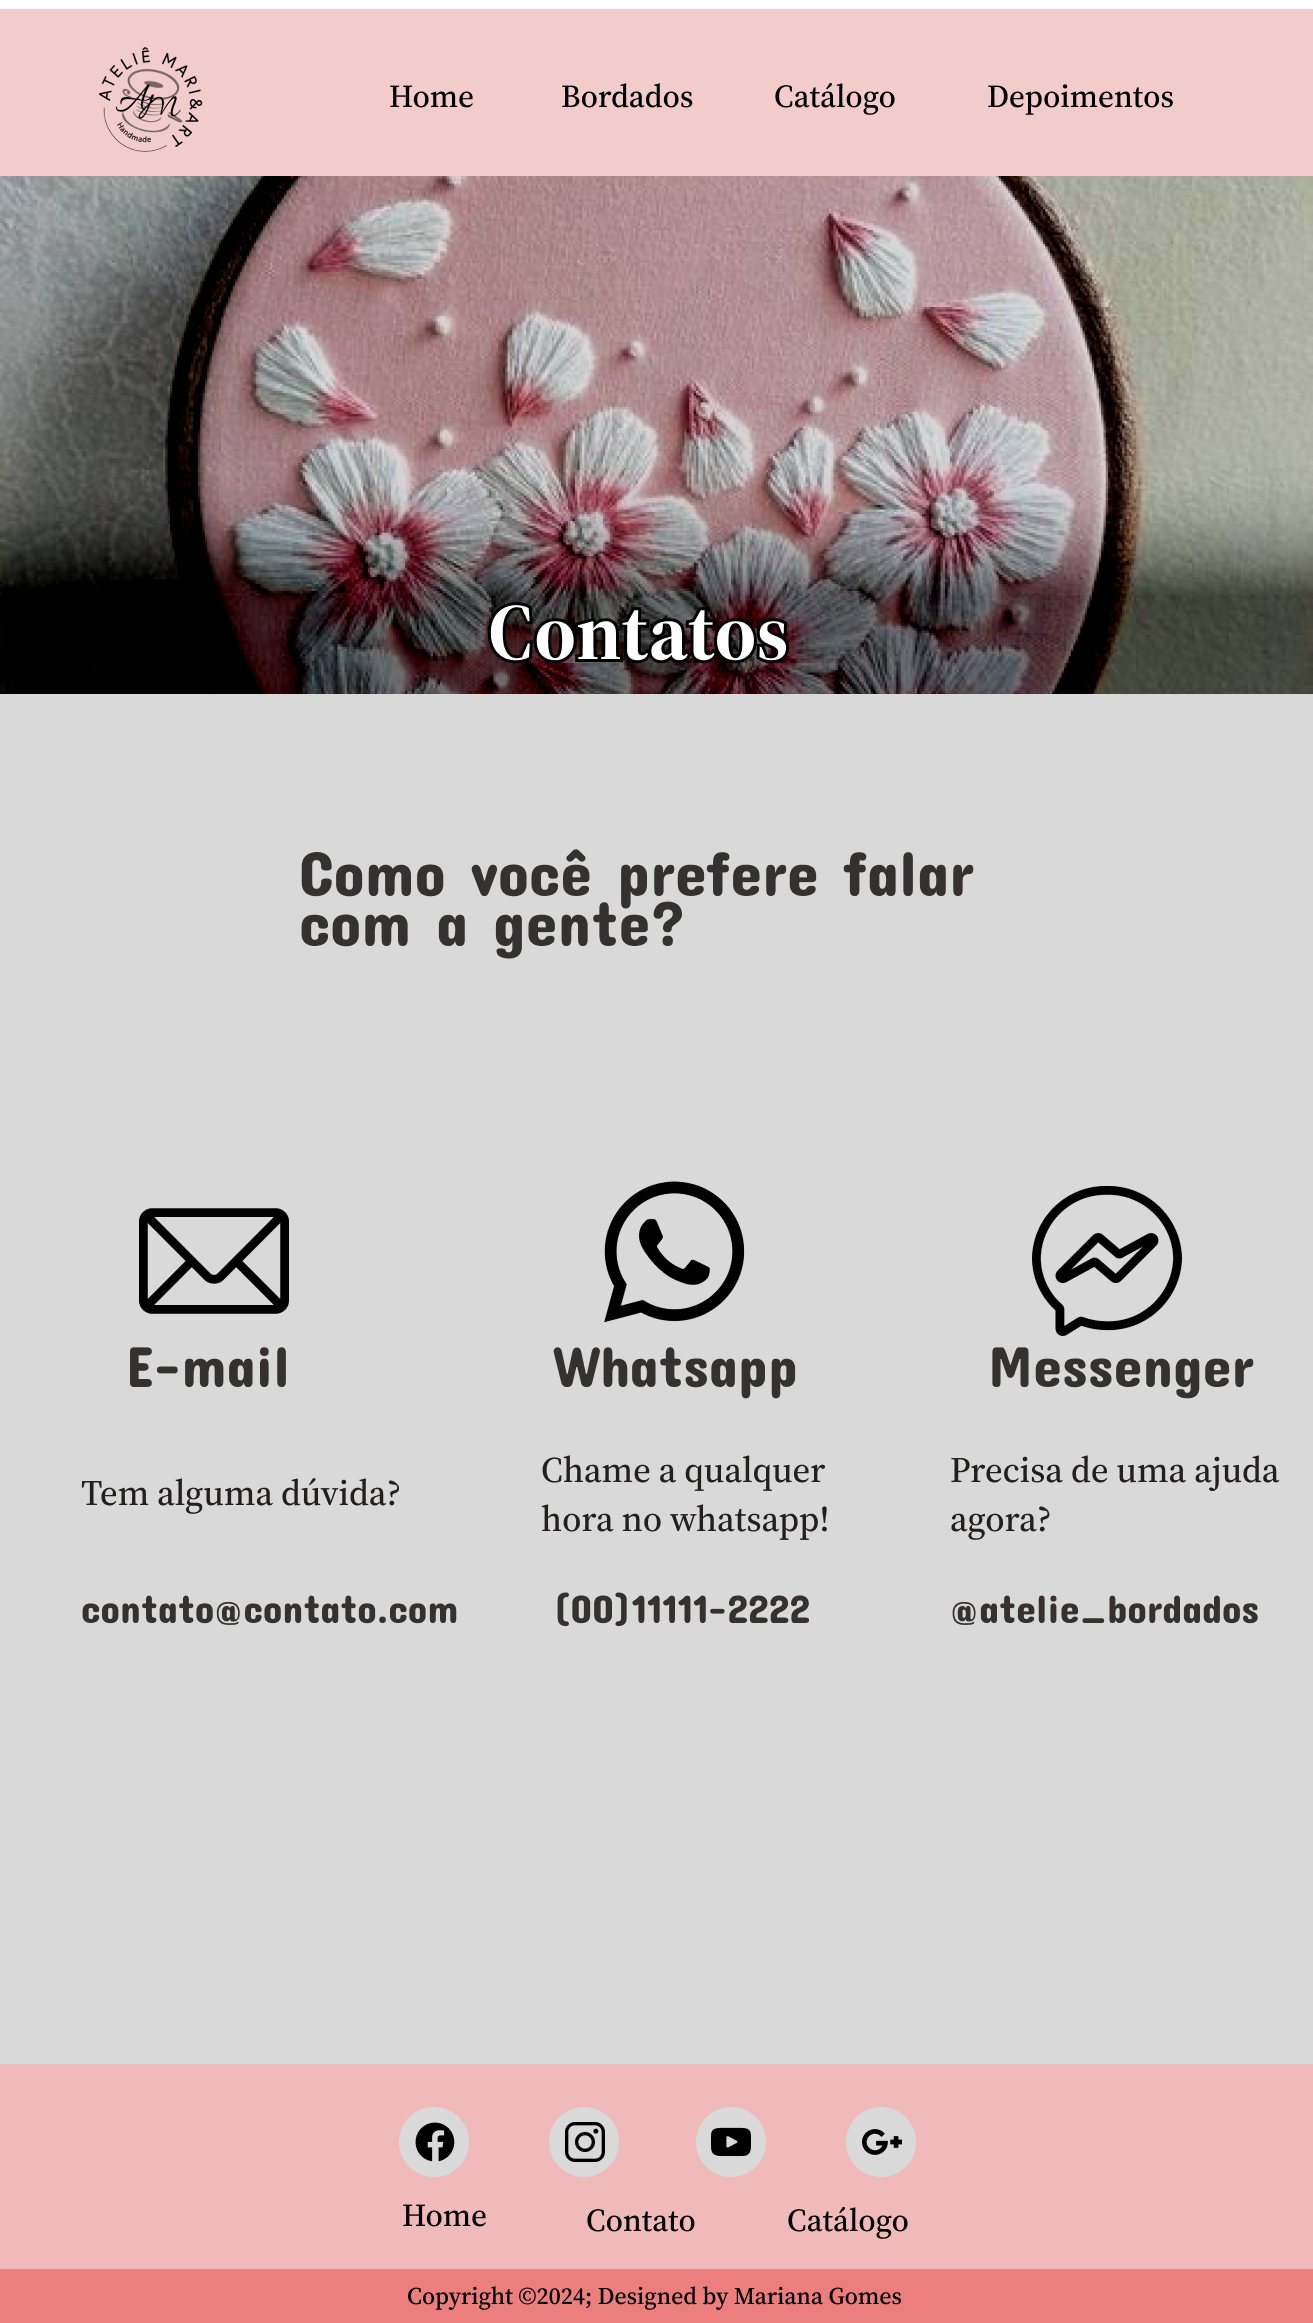 ATELIÊ MARI&ART
AM
Handmade
Home Bordados Catálogo Depoimentos
Contatos
Como você prefere falar
com a gente?
E-mail
Tem alguma dúvida?
contato@contato.com
Whatsapp
Chame a qualquer
hora no whatsapp!
(00)11111-2222
Messenger
Precisa de uma ajuda
agora?
@atelie_bordados
G+
Home Contato Catálogo
Copyright ©2024; Designed by Mariana Gomes